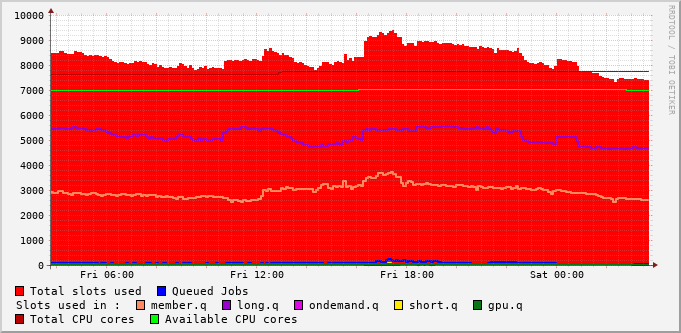 10000
9000
8000
7000
6000
5000
4000
3000
2000
1000
0
Fri 06:00 Fri 12:00 Fri 18:00 Sat 00:00
Total slots used Queued Jobs
Slots used in : member.q long.q ondemand.q short.q gpu.q
Total CPU cores Available CPU cores
RRDTOOL / TOBI OETIKER